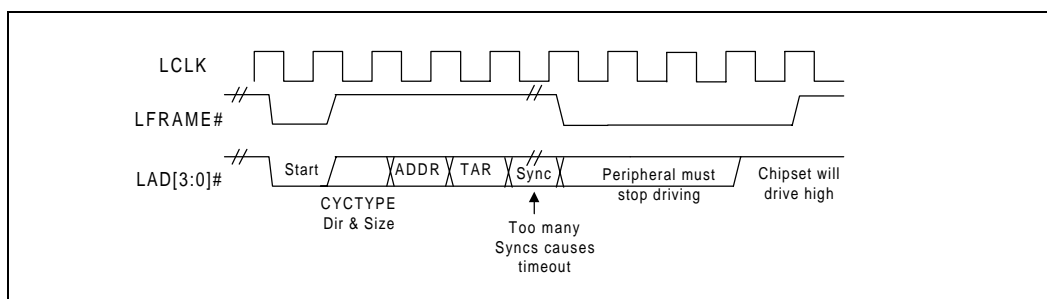 LCLK
LFRAME#
LAD[3:0]#
Start
CYCTYPE
Dir & Size
ADDR
TAR
Sync
Too many
Syncs causes
timeout
Peripheral must
stop driving
Chipset will
drive high